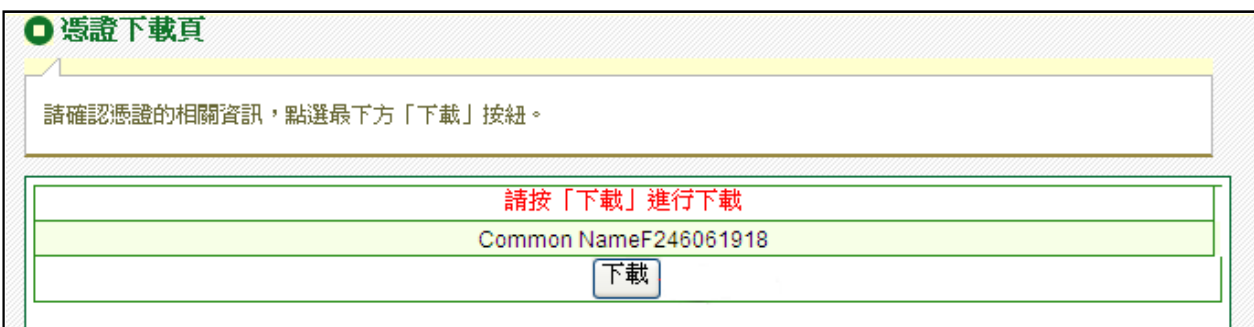 憑證下載頁
請確認憑證的相關資訊，點選最下方「下載」按鈕。
請按「下載」進行下載
Common NameF246061918
下載